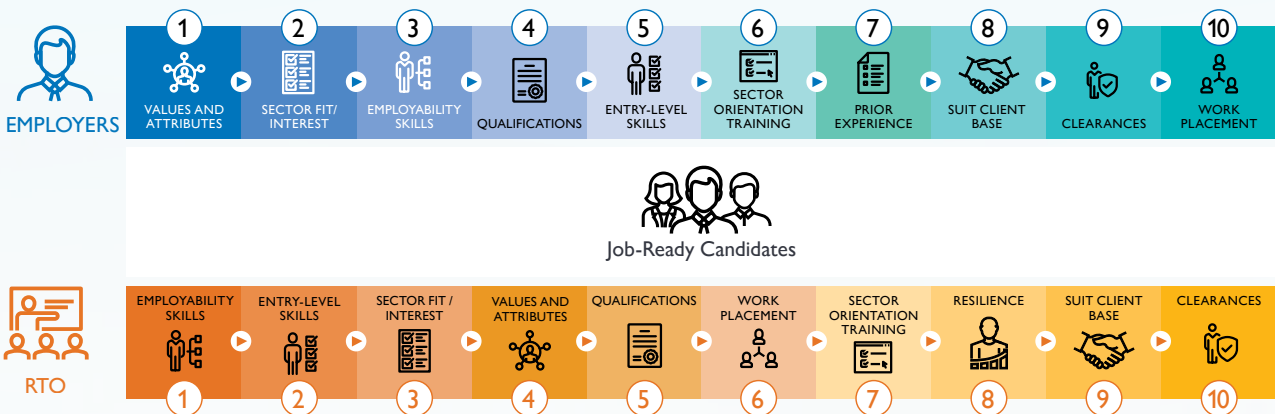 1
2
3
4
5
6
7
8
9
10
EMPLOYERS
VALUES AND
ATTRIBUTES
SECTOR FIT/
INTEREST
EMPLOYABILITY
SKILLS
QUALIFICATIONS
ENTRY-LEVEL
SKILLS
SECTOR
ORIENTATION
TRAINING
PRIOR
EXPERIENCE
SUIT CLIENT
BASE
CLEARANCES
WORK
PLACEMENT
Job-Ready Candidates
RTO
EMPLOYABILITY
SKILLS
ENTRY-LEVEL
SKILLS
SECTOR FIT /
INTEREST
VALUES AND
ATTRIBUTES
QUALIFICATIONS
WORK
PLACEMENT
SECTOR
ORIENTATION
TRAINING
RESILIENCE
SUIT CLIENT
BASE
CLEARANCES
1
2
3
4
5
6
7
8
9
10